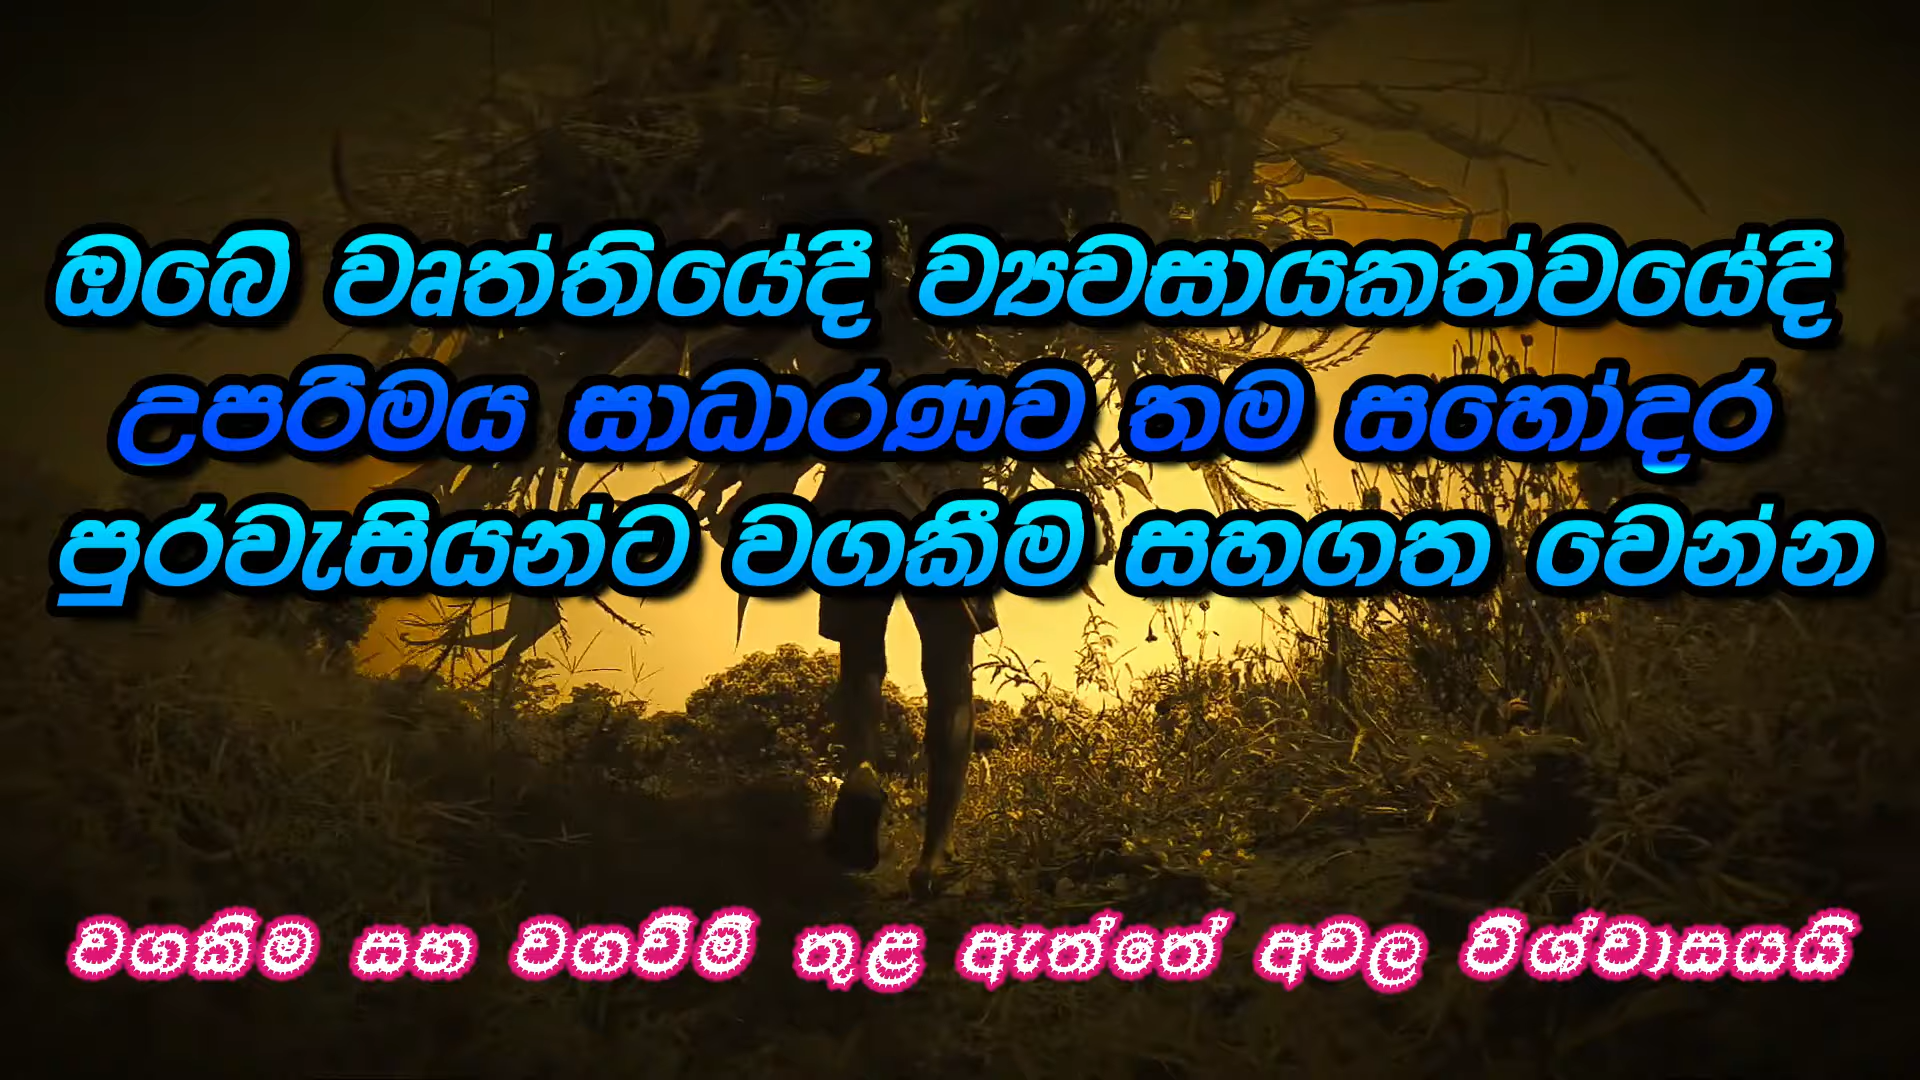 ඔබේ වෘත්තියේදී ව්‍යවසායකත්වයේදී
උපරිමය සාධාරණව තම සහෝදර
පුරවැසියන්ට වගකීම් සහගත වෙන්න
වගකීම සහ වගවීම් තුළ ඇත්තේ අචල විශ්වාසයයි